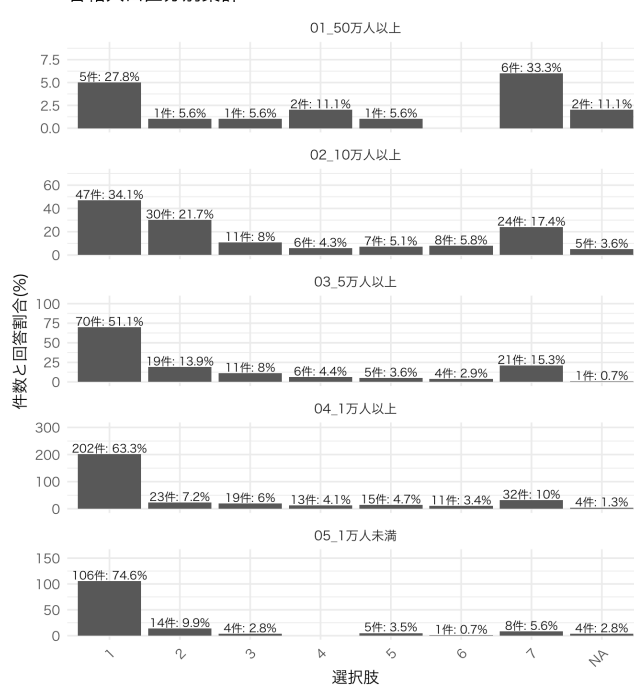 01_50万人以上
7.5
5.0
2.5
0.0
5件: 27.8%
1件: 5.6%
1件: 5.6%
2件: 11.1%
1件: 5.6%
6件: 33.3%
2件: 11.1%
02_10万人以上
60
40
20
0
47件: 34.1%
30件: 21.7%
11件: 8%
6件: 4.3%
7件: 5.1%
8件: 5.8%
24件: 17.4%
5件: 3.6%
03_5万人以上
100
75
50
25
0
70件: 51.1%
19件: 13.9%
11件: 8%
6件: 4.4%
5件: 3.6%
4件: 2.9%
21件: 15.3%
1件: 0.7%
04_1万人以上
300
200
100
0
202件: 63.3%
23件: 7.2%
19件: 6%
13件: 4.1%
15件: 4.7%
11件: 3.4%
32件: 10%
4件: 1.3%
05_1万人未満
150
100
50
0
106件: 74.6%
14件: 9.9%
4件: 2.8%
5件: 3.5%
1件: 0.7%
8件: 5.6%
4件: 2.8%
1
2
3
4
5
6
7
NA
選択肢
件数と回答割合(%)